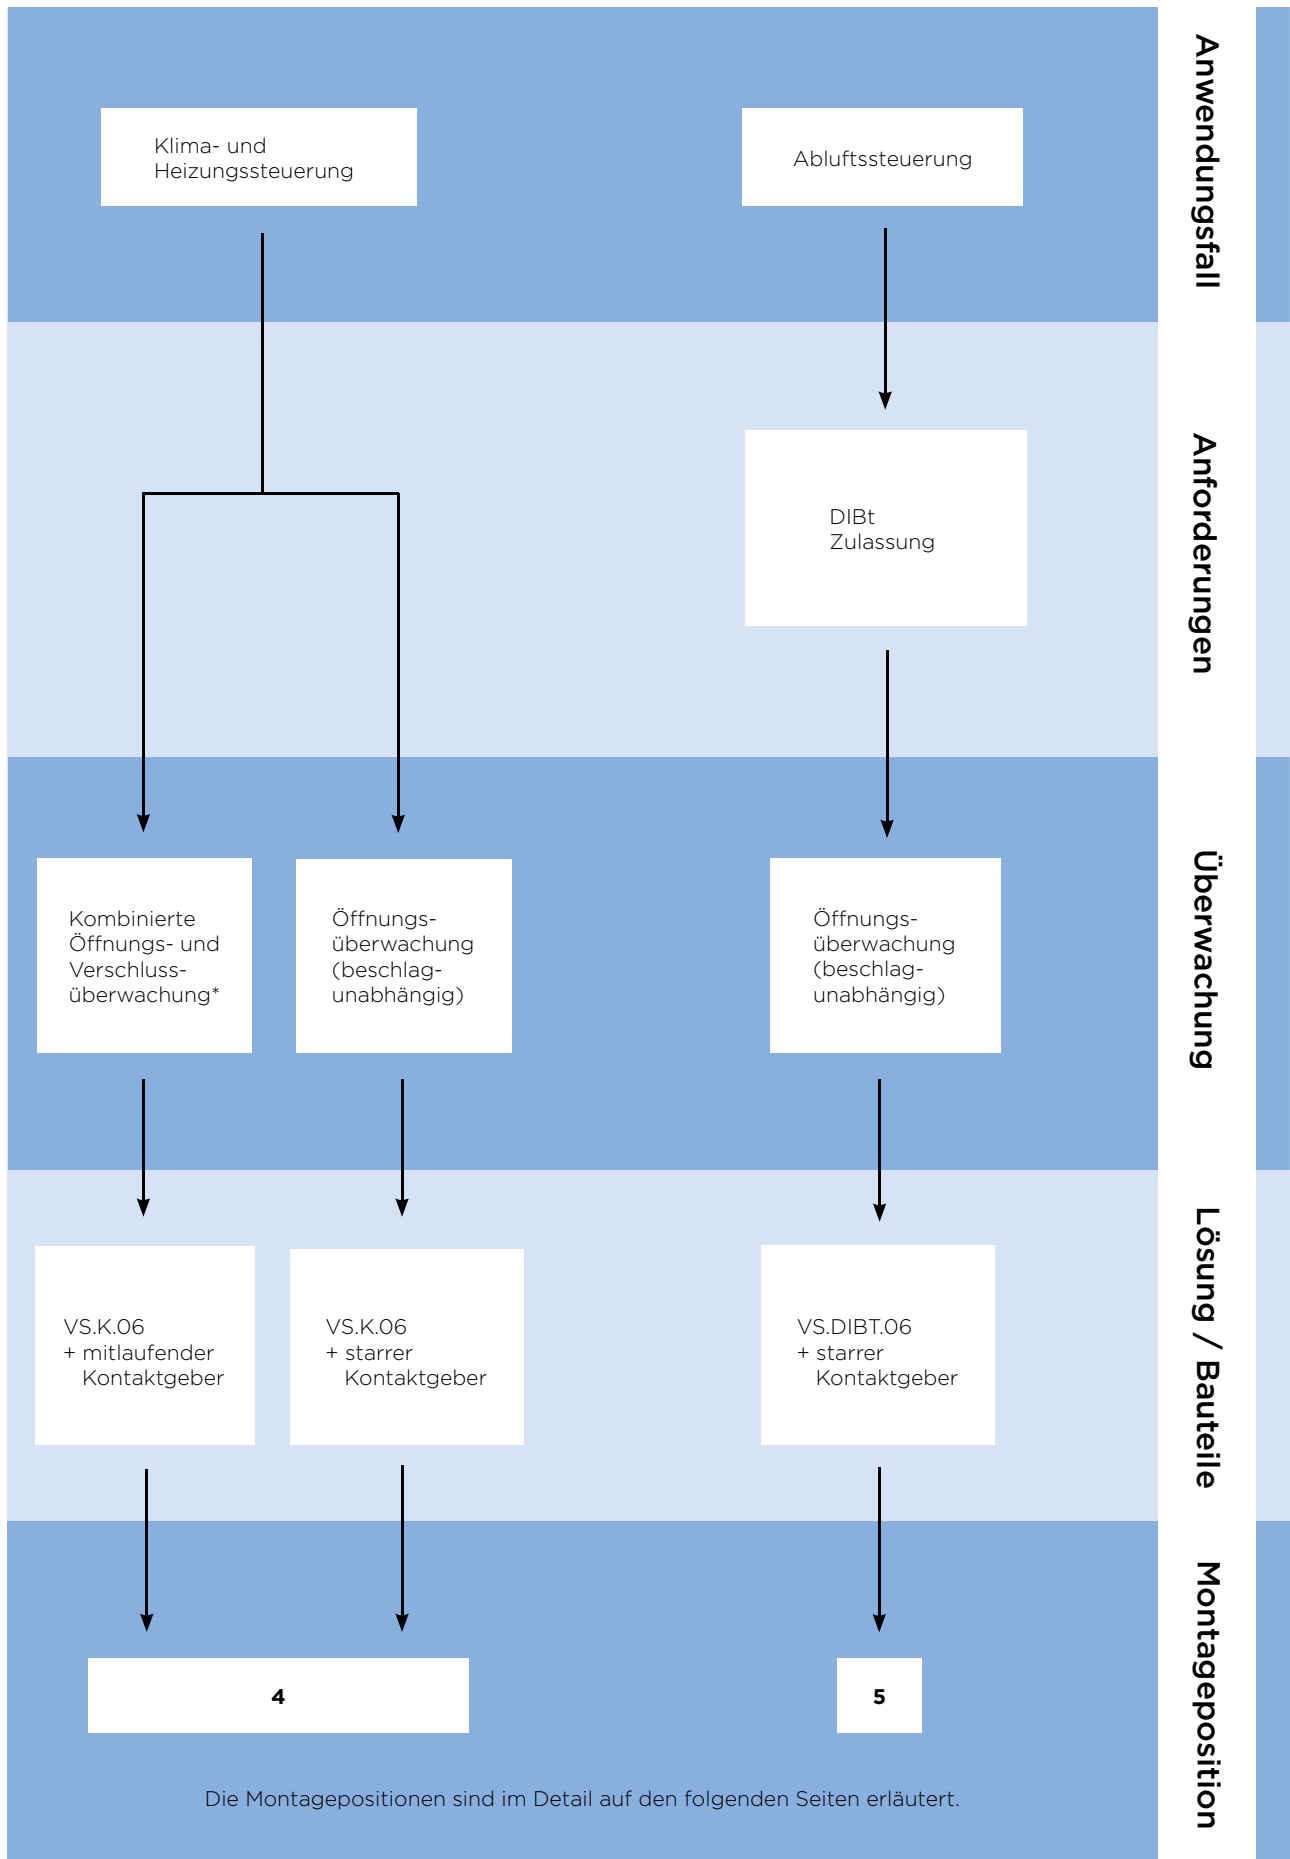 Anwendungsfall
Klima- und
Heizungssteuerung
Abluftssteuerung
Anforderungen
DIBt
Zulassung
Überwachung
Kombinierte
Öffnungs- und
Verschluss-
überwachung*
Öffnungs-
überwachung
(beschlag-
unabhängig)
Öffnungs-
überwachung
(beschlag-
unabhängig)
Lösung / Bauteile
VS.K.06
+ mitlaufender
Kontaktgeber
VS.K.06
+ starrer
Kontaktgeber
VS.DIBT.06
+ starrer
Kontaktgeber
Montageposition
4
5
Die Montagepositionen sind im Detail auf den folgenden Seiten erläutert.